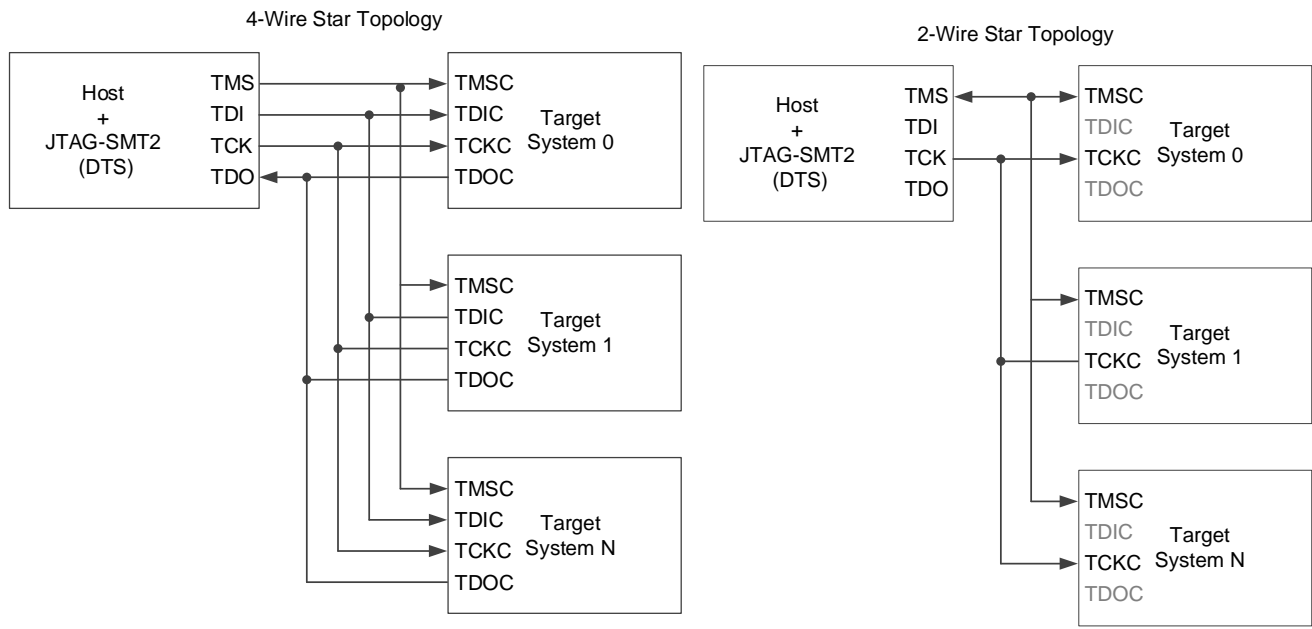 4-Wire Star Topology
Host
+
JTAG-SMT2
(DTS)
TMS
TDI
TCK
TDO
TMSC
TDIC
TCKC
TDOC
Target
System 0
TMSC
TDIC
TCKC
TDOC
Target
System 1
TMSC
TDIC
TCKC
TDOC
Target
System N
2-Wire Star Topology
Host
+
JTAG-SMT2
(DTS)
TMS
TDI
TCK
TDO
TMSC
TDIC
TCKC
TDOC
Target
System 0
TMSC
TDIC
TCKC
TDOC
Target
System 1
TMSC
TDIC
TCKC
TDOC
Target
System N